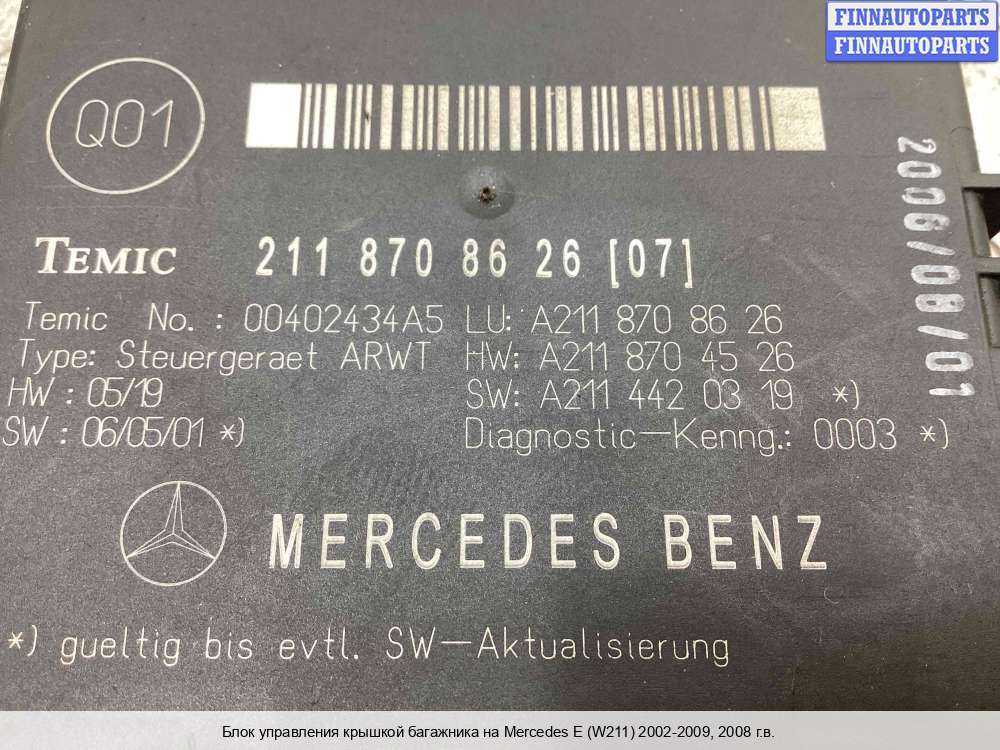 FINNAUTOPARTS
FINNAUTOPARTS
Q01
2006/08/01
TEMIC 211 870 86 26 [07]
Temic No. : 00402434A5 LU: A211 870 86 26
Type: Steuergeraet ARWT HW: A211 870 45 26
HW : 05/19 SW: A211 442 03 19 *)
SW : 06/05/01 *) Diagnostic-Kenng.: 0003 *)
MERCEDES BENZ
*) gueltig bis evtl. SW-Aktualisierung
Блок управления крышкой багажника на Mercedes E (W211) 2002-2009, 2008 г.в.